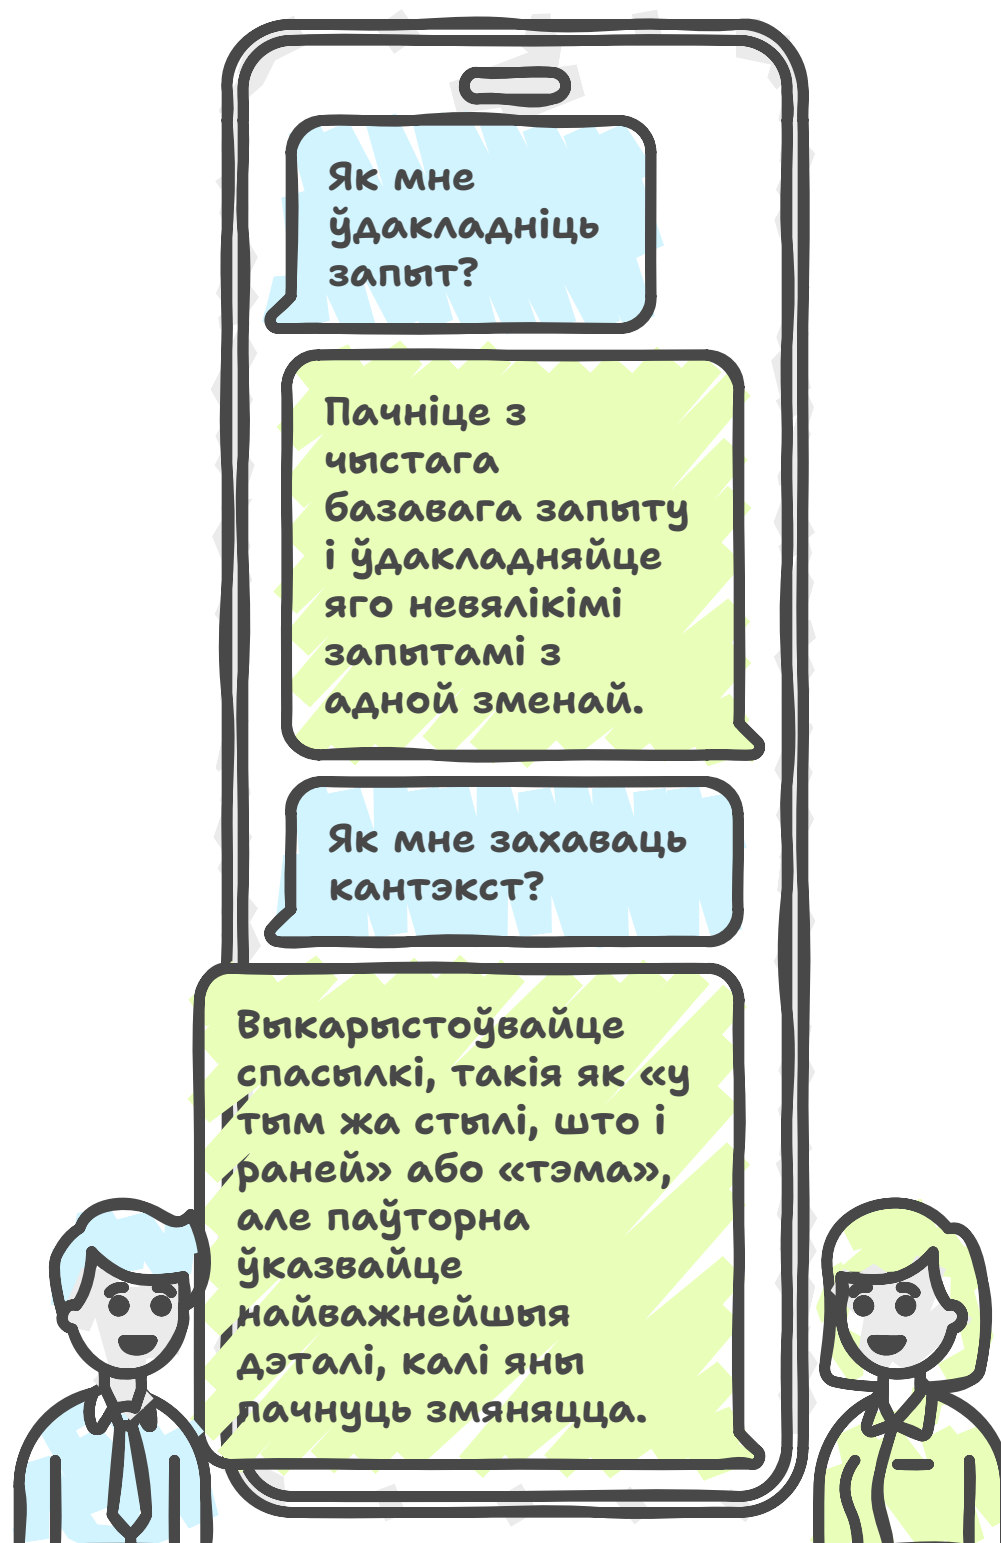 Як мне
ўдакладніць
запыт?
Пачніце з
чыстага
базавага запыту
і ўдакладняйце
яго невялікімі
запытамі з
адной зменай.
Як мне захаваць
кантэкст?
Выкарыстоўвайце
спасылкі, такія як «у
тым жа стылі, што і
раней» або «тэма»,
але паўторна
ўказвайце
найважнейшыя
дэталі, калі яны
пачнуць змяняцца.